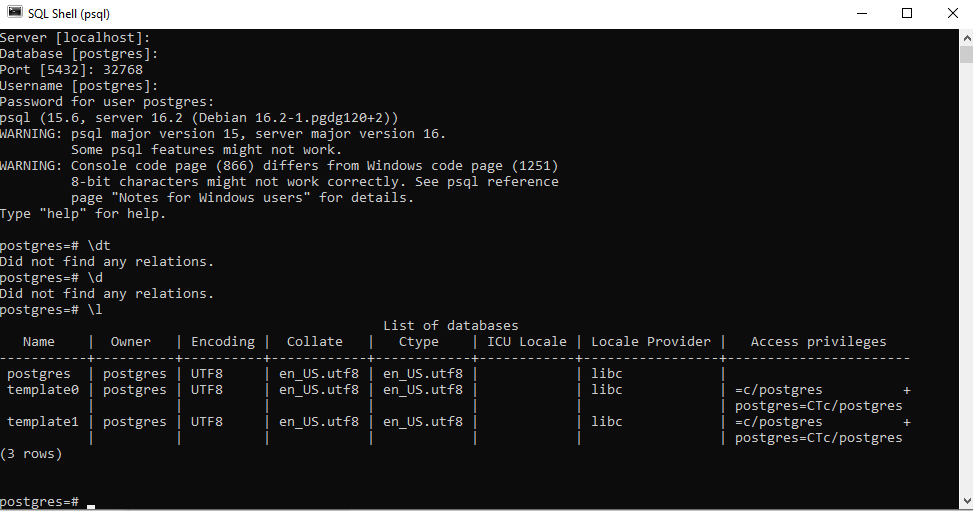 SQL Shell (psql)
Server [localhost]:
Database [postgres]:
Port [5432]: 32768
Username [postgres]:
Password for user postgres:
psql (15.6, server 16.2 (Debian 16.2-1.pgdg120+2))
WARNING: psql major version 15, server major version 16.
         Some psql features might not work.
WARNING: Console code page (866) differs from Windows code page (1251)
         8-bit characters might not work correctly. See psql reference
         page "Notes for Windows users" for details.
Type "help" for help.

postgres=# \dt
Did not find any relations.
postgres=# \d
Did not find any relations.
postgres=# \l
                                                List of databases
   Name    |  Owner   | Encoding |  Collate   |   Ctype    | ICU Locale | Locale Provider |   Access privileges
-----------+----------+----------+------------+------------+------------+-----------------+-----------------------
 postgres  | postgres | UTF8     | en_US.utf8 | en_US.utf8 |            | libc            |
 template0 | postgres | UTF8     | en_US.utf8 | en_US.utf8 |            | libc            | =c/postgres          +
           |          |          |            |            |            |                 | postgres=CTc/postgres
 template1 | postgres | UTF8     | en_US.utf8 | en_US.utf8 |            | libc            | =c/postgres          +
           |          |          |            |            |            |                 | postgres=CTc/postgres
(3 rows)


postgres=#